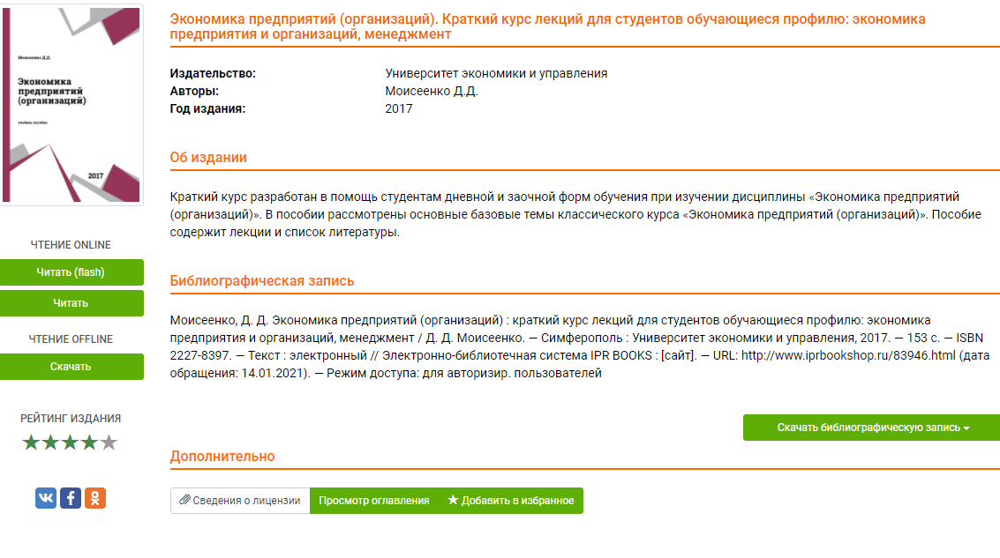 Моисеенко Д.Д.
Экономика
предприятий
(организаций)
учебное пособие
2017
ЧТЕНИЕ ONLINE
Читать (flash)
Читать
ЧТЕНИЕ OFFLINE
Скачать
РЕЙТИНГ ИЗДАНИЯ
Экономика предприятий (организаций). Краткий курс лекций для студентов обучающиеся профилю: экономика
предприятия и организаций, менеджмент
Издательство: Университет экономики и управления
Авторы: Моисеенко Д.Д.
Год издания: 2017
Об издании
Краткий курс разработан в помощь студентам дневной и заочной форм обучения при изучении дисциплины «Экономика предприятий
(организаций)». В пособии рассмотрены основные базовые темы классического курса «Экономика предприятий (организаций)». Пособие
содержит лекции и список литературы.
Библиографическая запись
Моисеенко, Д. Д. Экономика предприятий (организаций) : краткий курс лекций для студентов обучающиеся профилю: экономика
предприятия и организаций, менеджмент / Д. Д. Моисеенко. — Симферополь : Университет экономики и управления, 2017. — 153 с. — ISBN
2227-8397. — Текст : электронный // Электронно-библиотечная система IPR BOOKS : [сайт]. — URL: http://www.iprbookshop.ru/83946.html (дата
обращения: 14.01.2021). — Режим доступа: для авторизир. пользователей
Скачать библиографическую запись
Дополнительно
Сведения о лицензии Просмотр оглавления Добавить в избранное